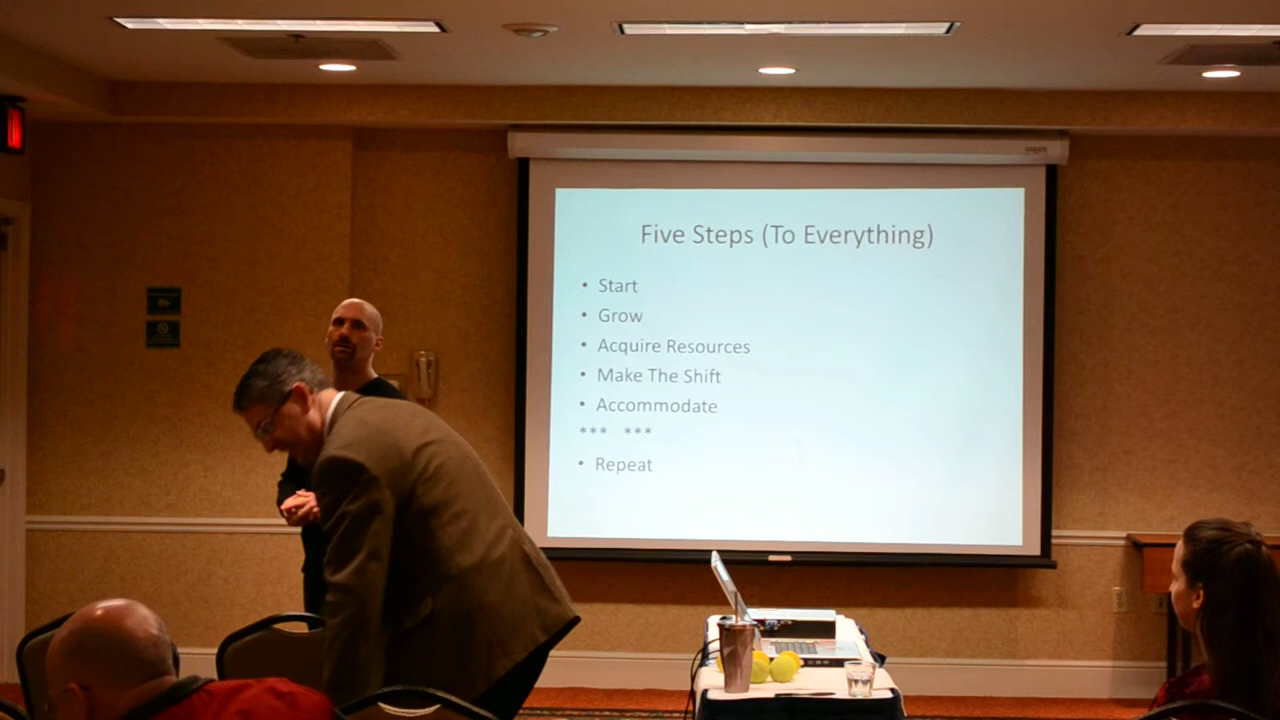 Five Steps (To Everything)
• Start
• Grow
• Acquire Resources
• Make The Shift
• Accommodate
*** ***
• Repeat